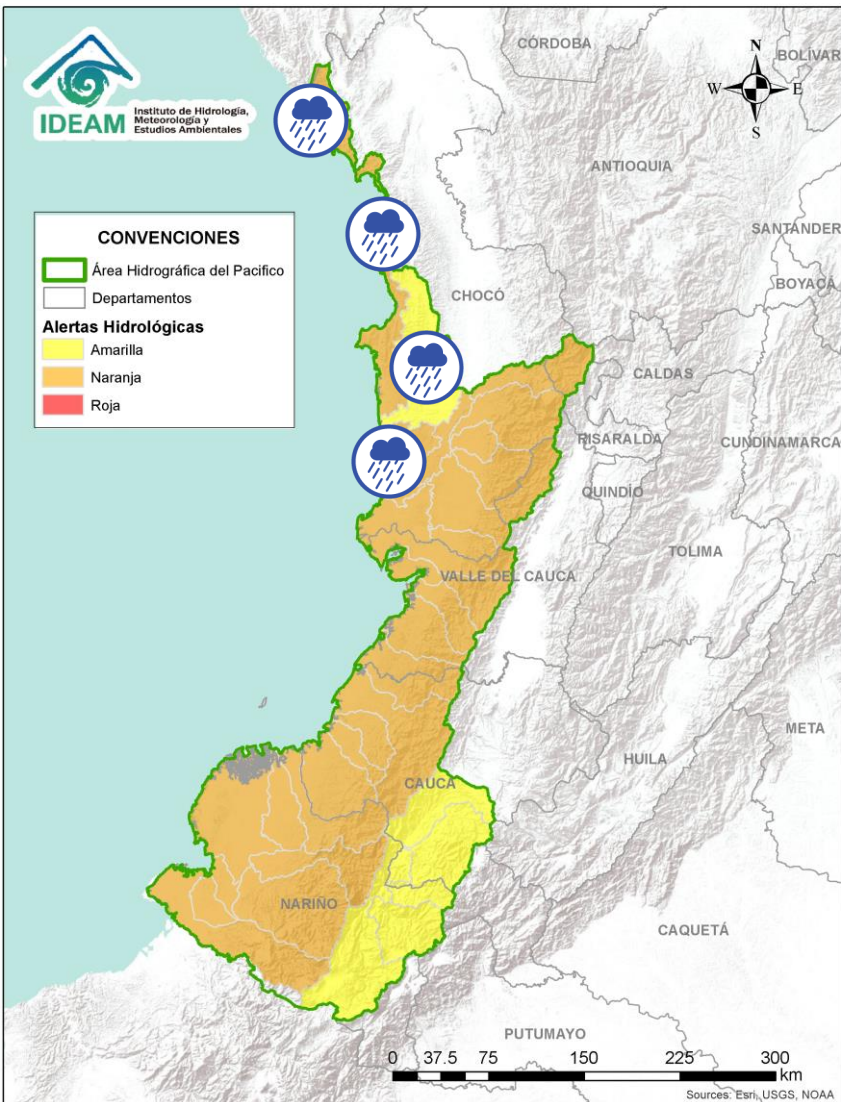 IDEAM
Instituto de Hidrología,
Meteorología y
Estudios Ambientales
CÓRDOBA
BOLÍVAR
N
W
E
S
ANTIOQUIA
SANTANDER
BOYACÁ
CONVENCIONES
Área Hidrográfica del Pacifico
Departamentos
Alertas Hidrológicas
Amarilla
Naranja
Roja
CHOCÓ
CALDAS
RISARALDA
CUNDINAMARCA
QUINDÍO
TOLIMA
VALLE DEL CAUCA
META
HUILA
CAUCA
NARIÑO
CAQUETÁ
PUTUMAYO
0 37.5 75 150 225 300
km
Sources: Esri, USGS, NOAA